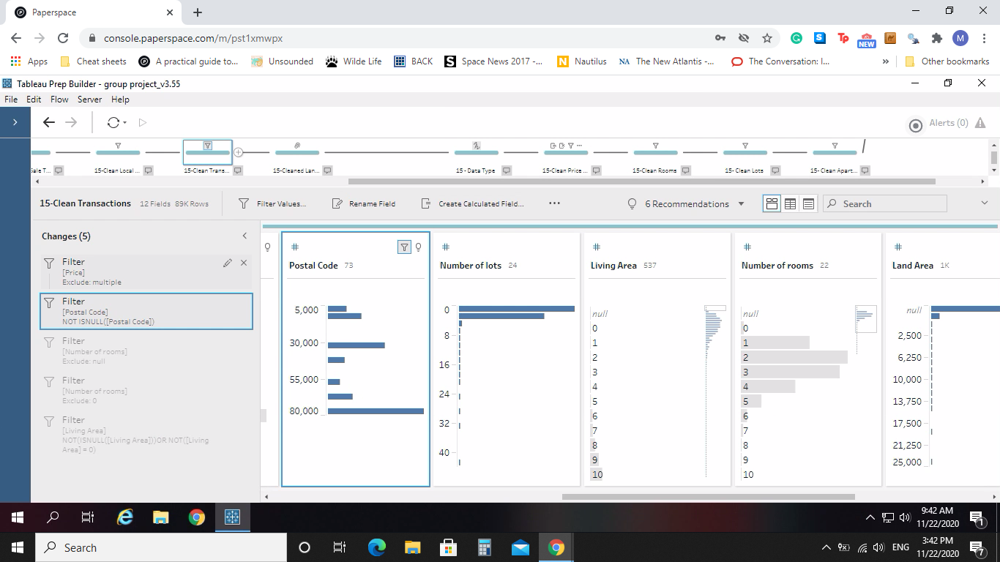 Paperspace
console.paperspace.com/m/pst1xmwpx
NEW
M
Apps
Cheat sheets
A practical guide to...
Unsounded
Wilde Life
BACK
Space News 2017 -...
Nautilus
NA
The New Atlantis -...
The Conversation: I...
»
Other bookmarks
Tableau Prep Builder - group project_v3.55
File Edit Flow Server Help
Alerts (0)
ale T...
15-Clean Local ...
15-Clean Trans...
15-Cleaned Lan...
15 - Data Type
15-Clean Price ...
15-Clean Rooms
15 - Clean Lots
15- Clean Apart...
15-Clean Transactions 12 Fields 89K Rows
Filter Values...
Rename Field
Create Calculated Field...
6 Recommendations
Search
Changes (5)
Filter
[Price]
Exclude: multiple
Filter
[Postal Code]
NOT ISNULL([Postal Code])
Filter
[Number of rooms]
Exclude: null
Filter
[Number of rooms]
Exclude: 0
Filter
[Living Area]
NOT(ISNULL([Living Area]))OR NOT([Living
Area] = 0)
Postal Code 73
5,000
30,000
55,000
80,000
Number of lots 24
0
8
16
24
32
40
Living Area 537
null
0
1
2
3
4
5
6
7
8
9
10
Number of rooms 22
null
0
1
2
3
4
5
6
7
8
9
10
Land Area 1K
null
2,500
6,250
10,000
13,750
17,500
21,250
25,000
9:42 AM
11/22/2020
1
Search
ENG
3:42 PM
11/22/2020
7